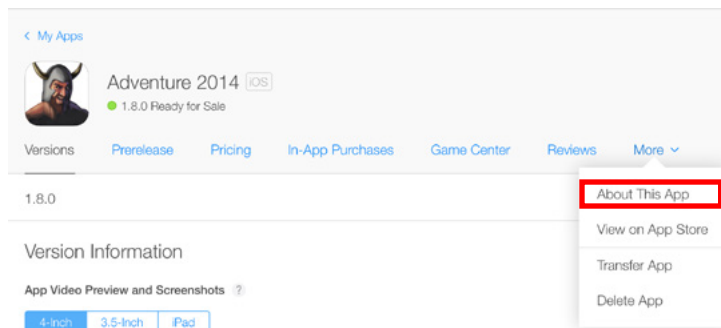 < My Apps
Adventure 2014 iOS
1.8.0 Ready for Sale
Versions Prerelease Pricing In-App Purchases Game Center Reviews More
About This App
View on App Store
Transfer App
Delete App
1.8.0
Version Information
App Video Preview and Screenshots ?
4-Inch 3.5-Inch iPad